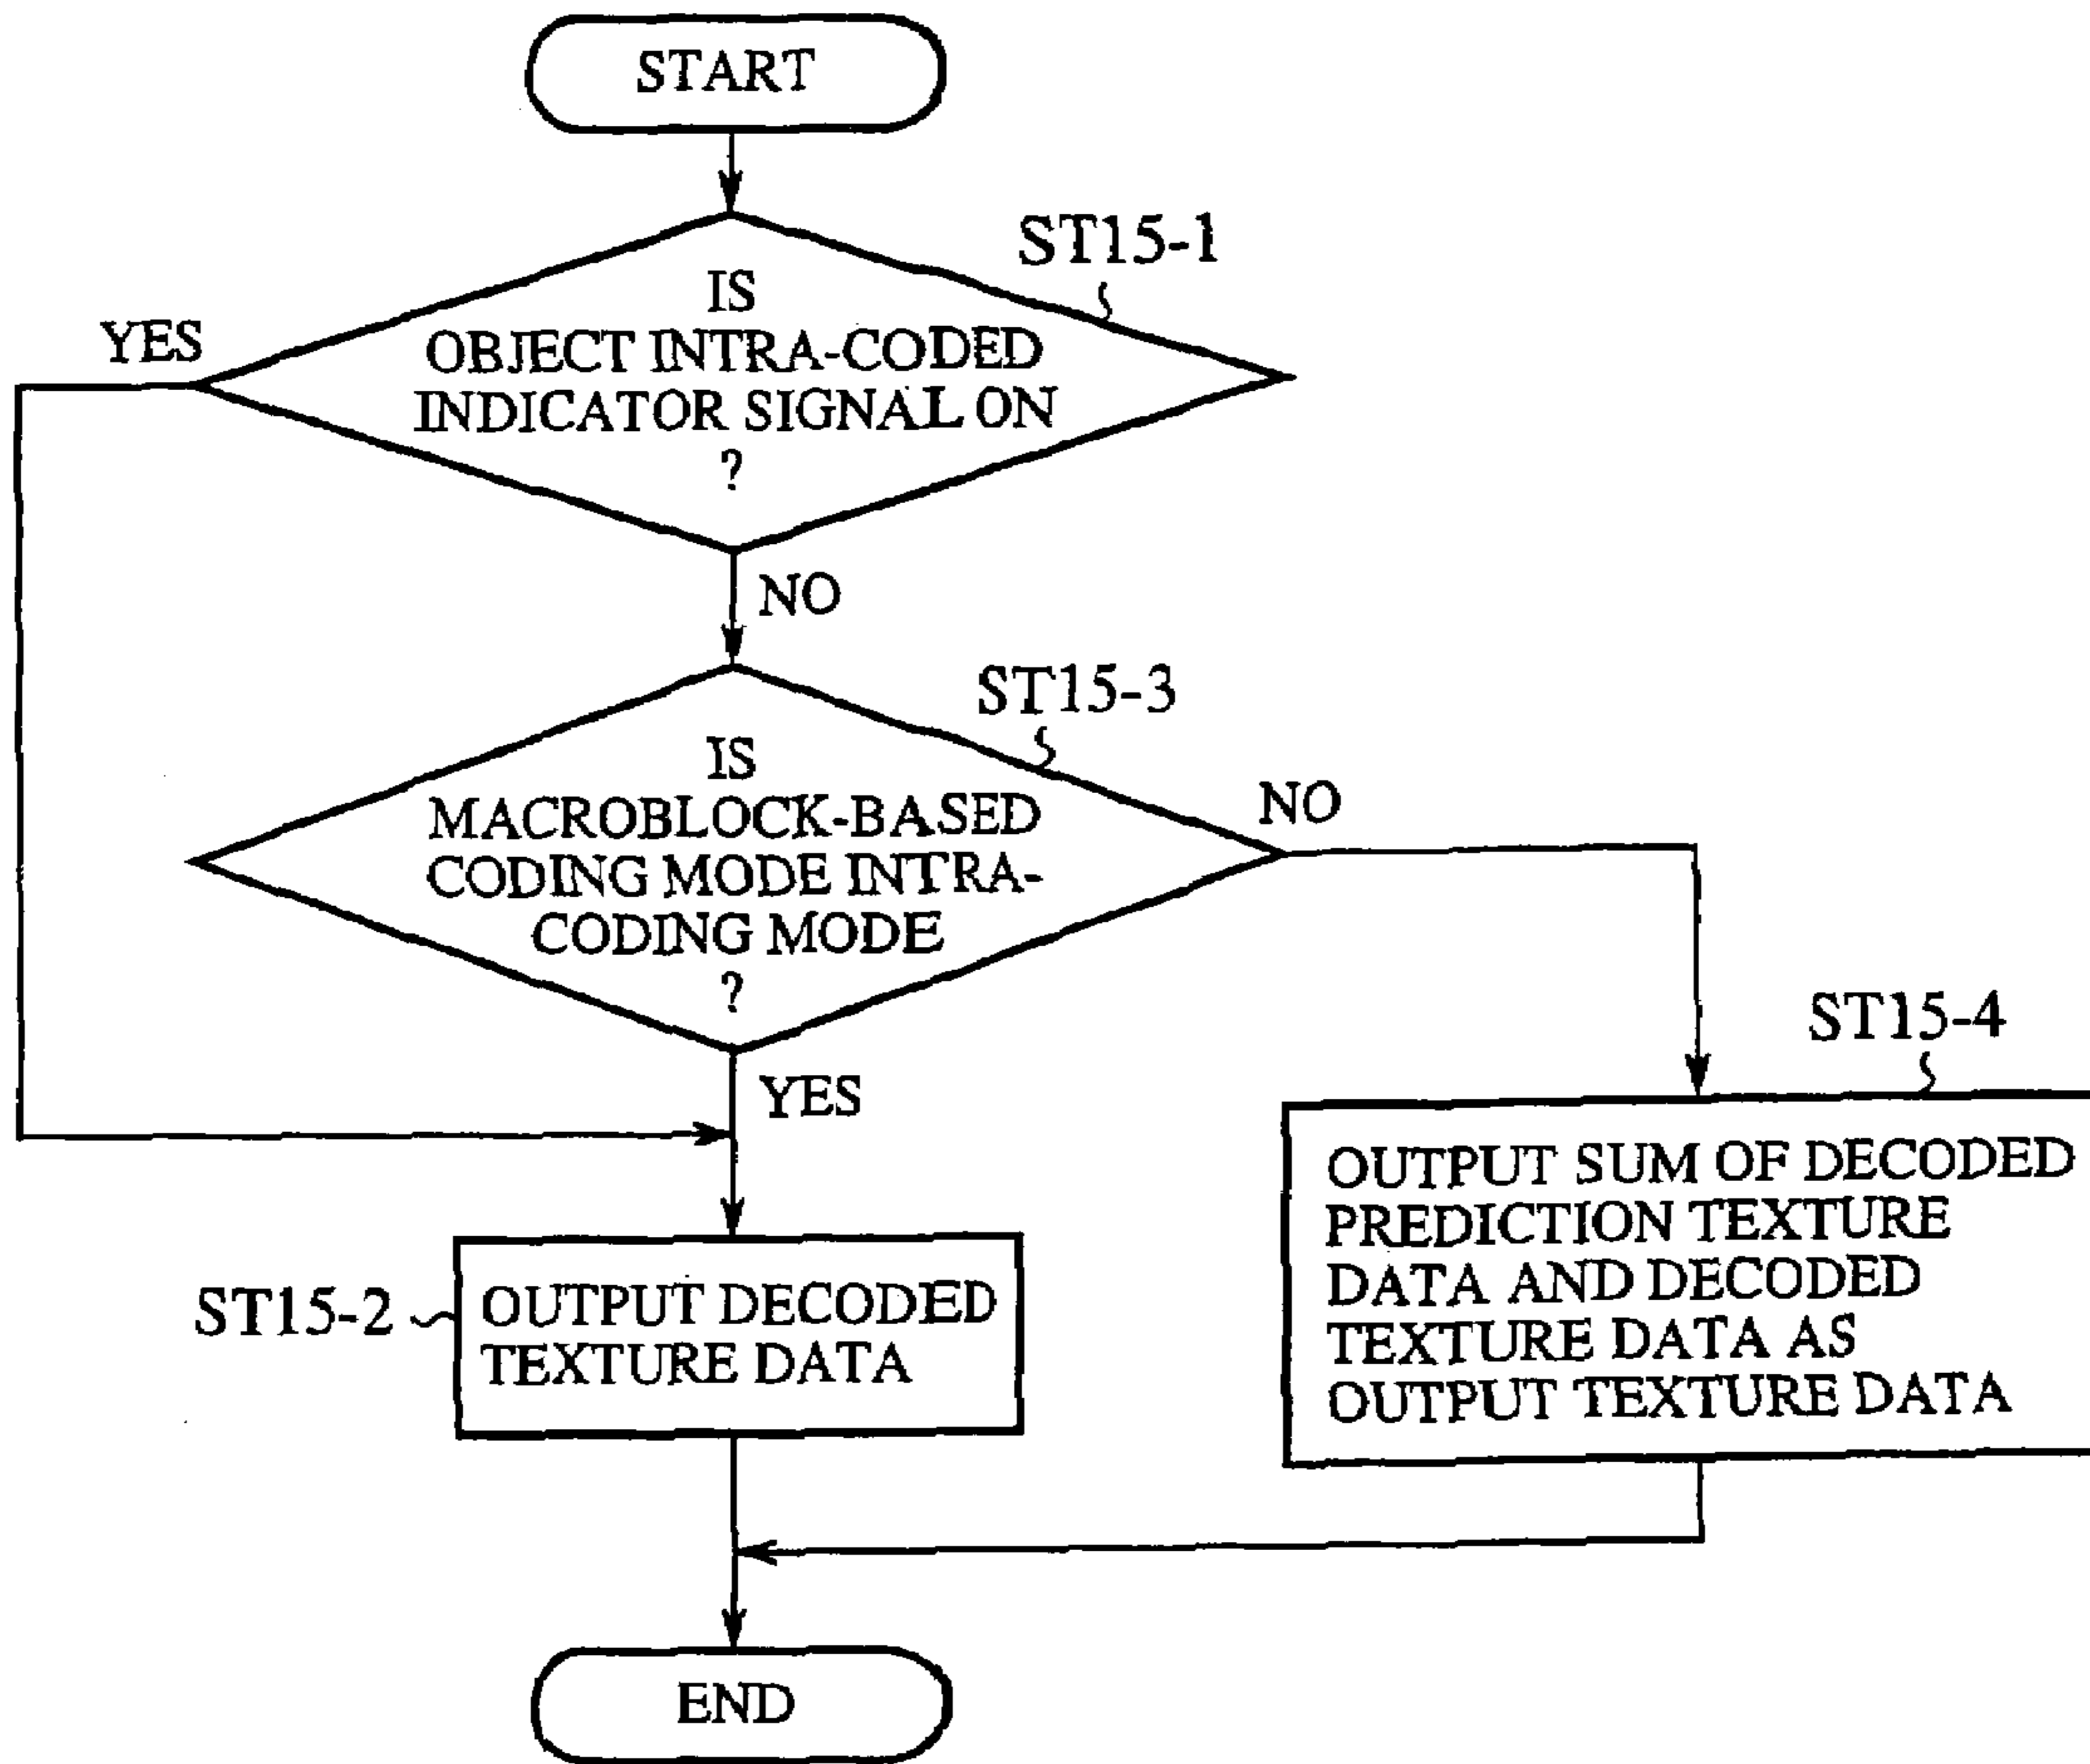 START
ST15-1
IS
OBJECT INTRA-CODED
INDICATOR SIGNAL ON
?
YES
NO
ST15-3
IS
MACROBLOCK-BASED
CODING MODE INTRA-
CODING MODE
?
NO
YES
ST15-4
OUTPUT SUM OF DECODED
PREDICTION TEXTURE
DATA AND DECODED
TEXTURE DATA AS
OUTPUT TEXTURE DATA
ST15-2
OUTPUT DECODED
TEXTURE DATA
END